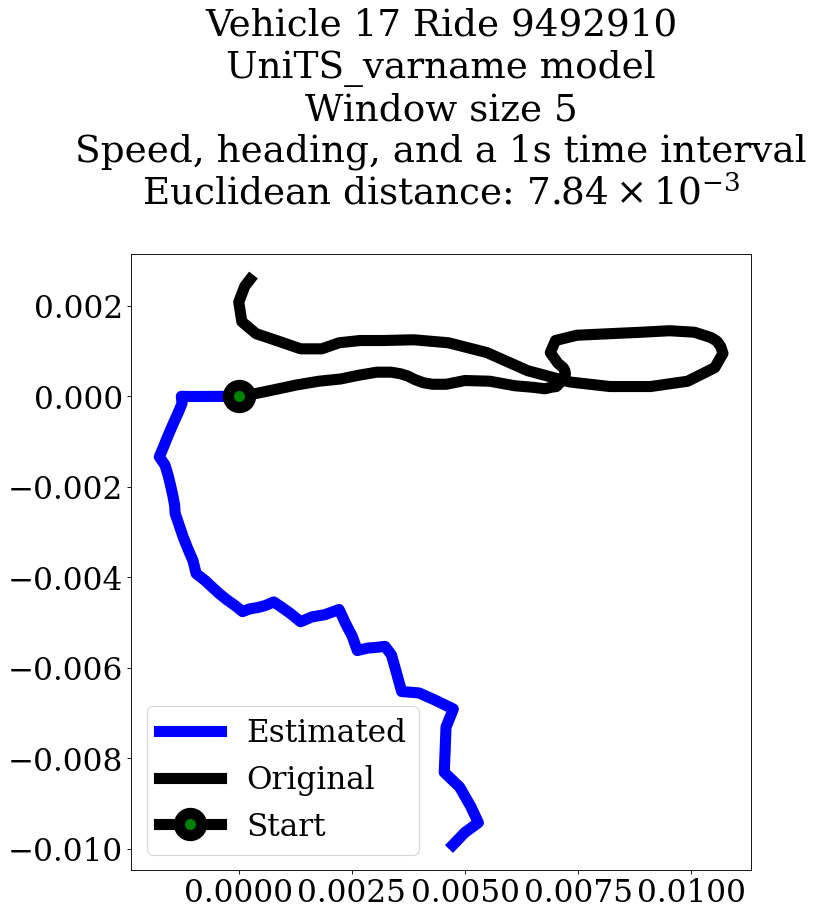 Vehicle 17 Ride 9492910
UniTS_varname model
Window size 5
Speed, heading, and a 1s time interval
Euclidean distance: 7.84 × 10⁻³
0.002
0.000
−0.002
−0.004
−0.006
−0.008
−0.010
Estimated
Original
Start
0.0000 0.0025 0.0050 0.0075 0.0100